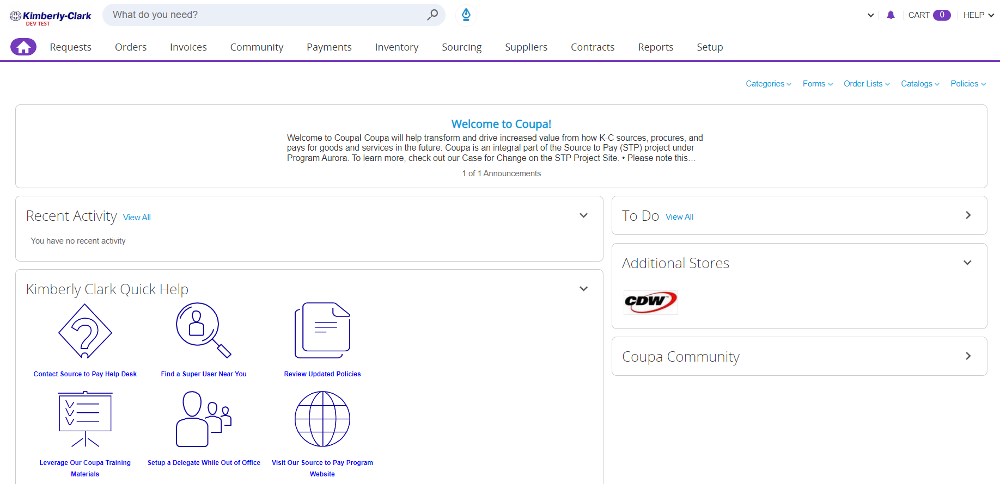 Kimberly-Clark
DEV TEST
What do you need?
CART 0
HELP
Requests
Orders
Invoices
Community
Payments
Inventory
Sourcing
Suppliers
Contracts
Reports
Setup
Categories
Forms
Order Lists
Catalogs
Policies
Welcome to Coupa!
Welcome to Coupa! Coupa will help transform and drive increased value from how K-C sources, procures, and
pays for goods and services in the future. Coupa is an integral part of the Source to Pay (STP) project under
Program Aurora. To learn more, check out our Case for Change on the STP Project Site. • Please note this...
1 of 1 Announcements
Recent Activity View All
You have no recent activity
To Do View All
Additional Stores
CDW
Coupa Community
Kimberly Clark Quick Help
Contact Source to Pay Help Desk
Find a Super User Near You
Review Updated Policies
Leverage Our Coupa Training
Materials
Setup a Delegate While Out of Office
Visit Our Source to Pay Program
Website